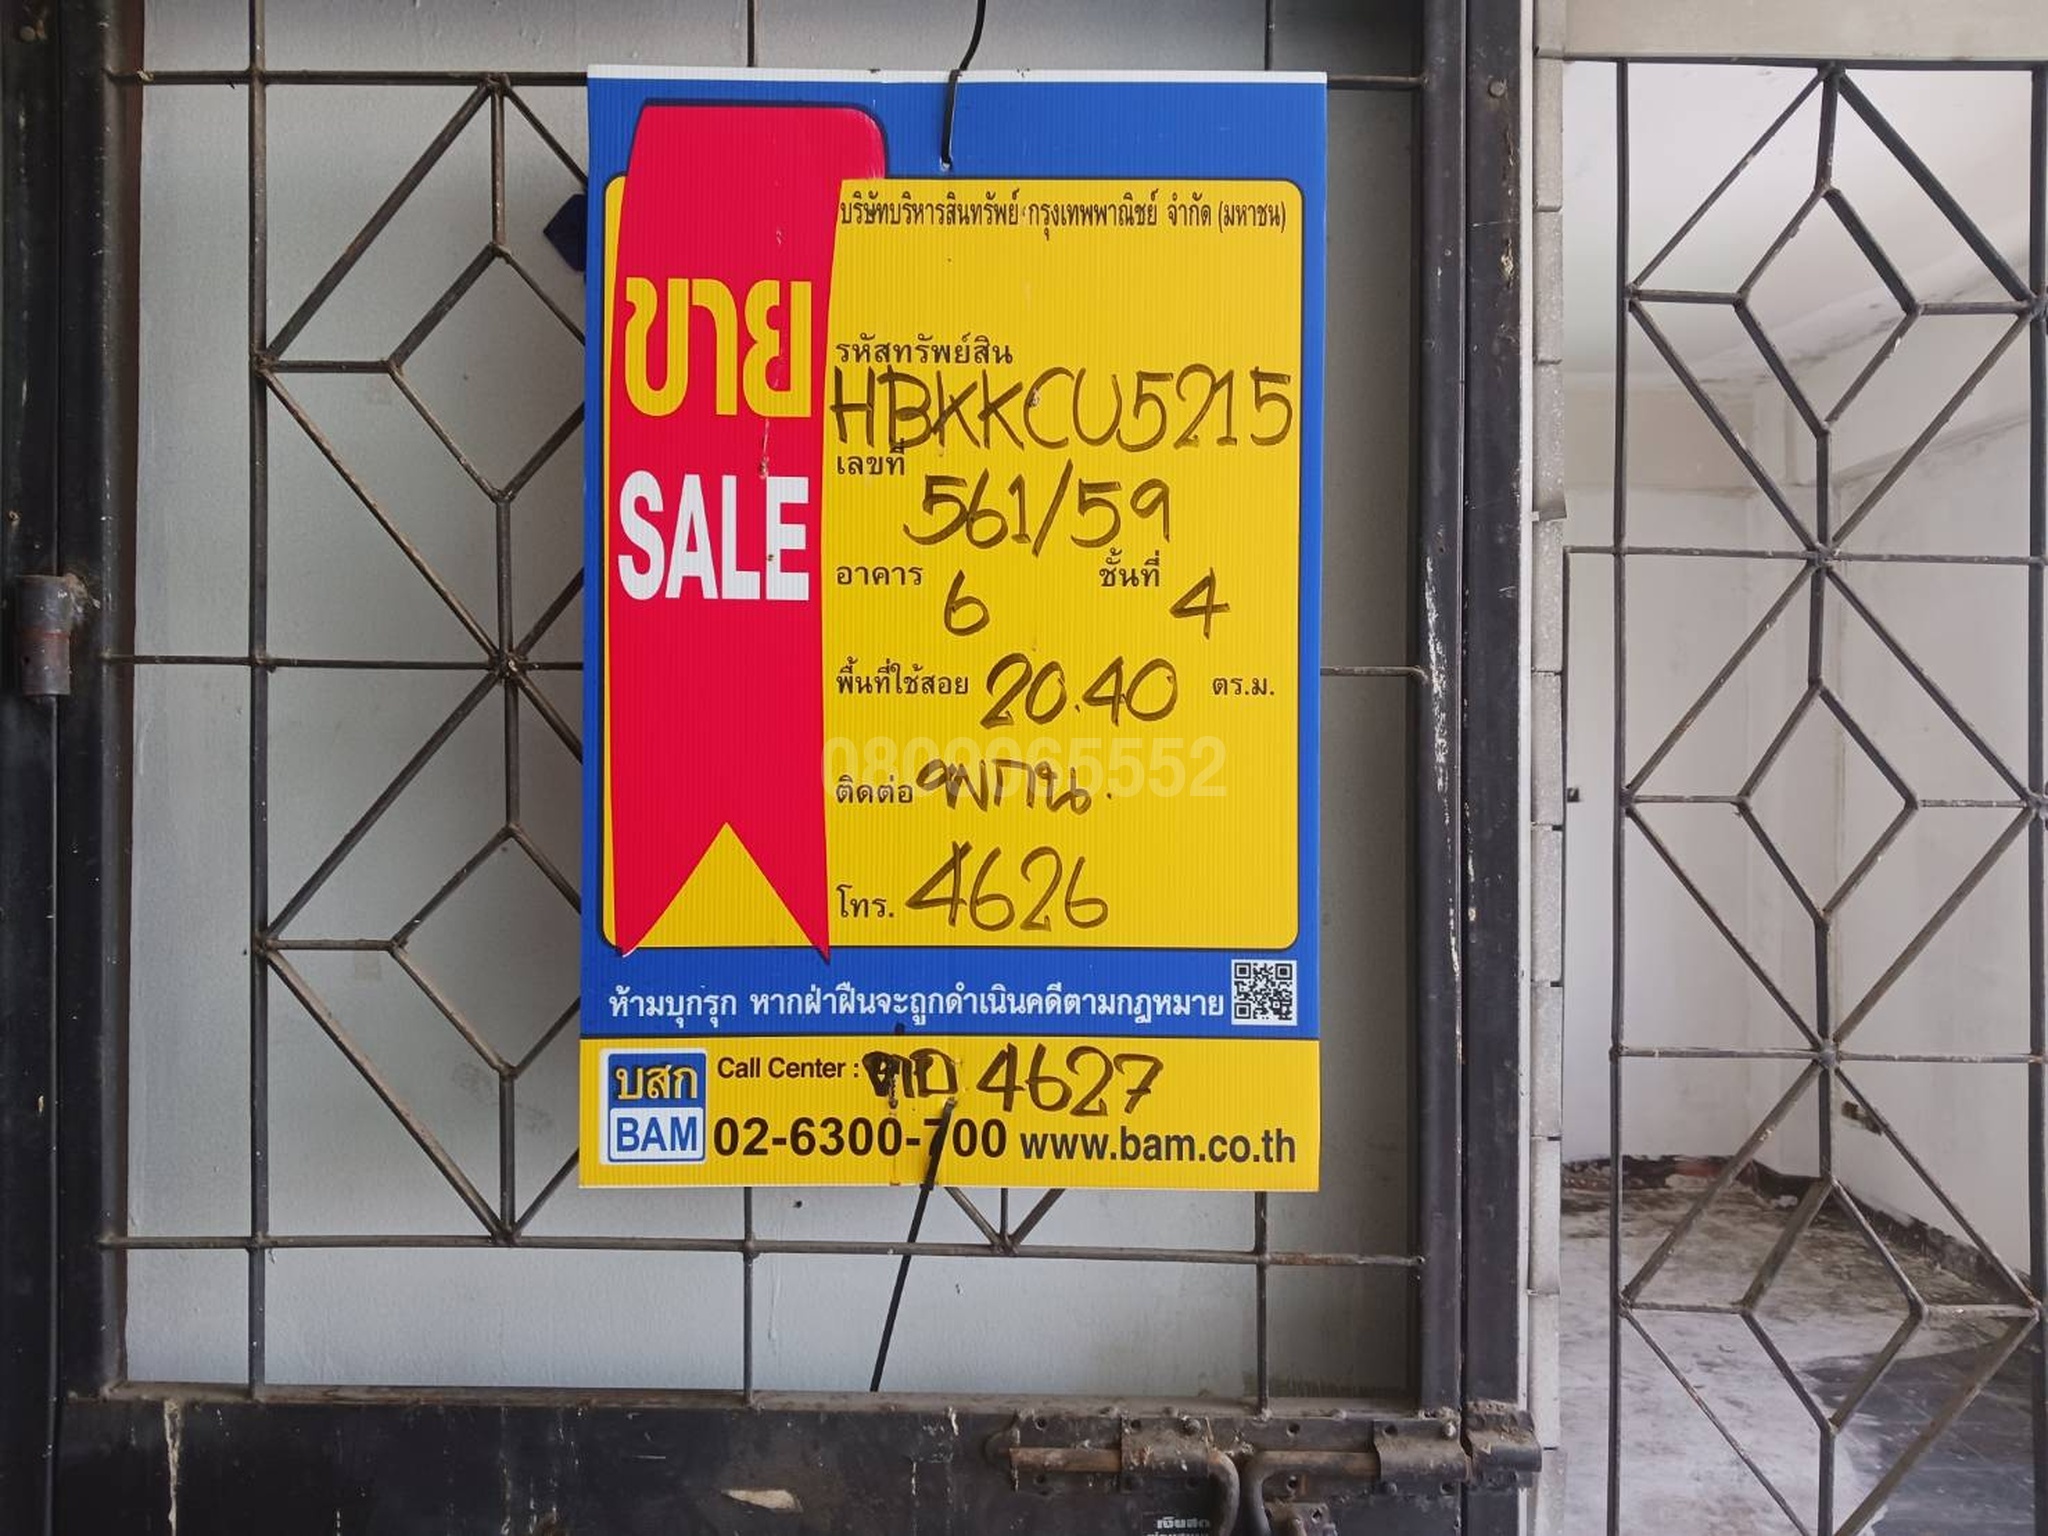 บริษัทบริหารสินทรัพย์ กรุงเทพพาณิชย์ จำกัด (มหาชน)
ขาย
SALE
รหัสทรัพย์สิน
HBKKCU5215
เลขที่ 561/59
อาคาร 6 ชั้นที่ 4
พื้นที่ใช้สอย 20.40 ตร.ม.
ติดต่อ
โทร. 4626
ห้ามบุกรุก หากฝ่าฝืนจะถูกดำเนินคดีตามกฎหมาย
บสก
BAM
Call Center : 4627
02-6300-700 www.bam.co.th
เงินสด